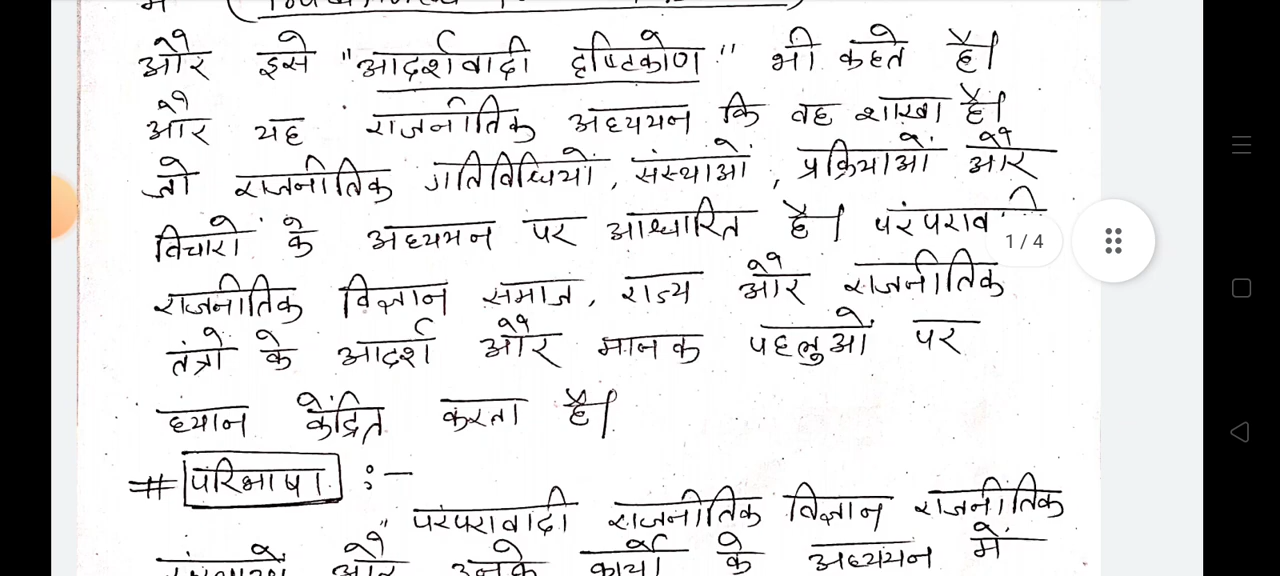 में
और इसे "आदर्शवादी दृष्टिकोण" भी कहते हैं।
और यह राजनीतिक अध्ययन कि वह शाखा है।
जो राजनीतिक गतिविधियों, संस्थाओं, प्रक्रियाओं और
विचारों के अध्ययन पर आधारित है। परंपरावादी
1/4
राजनीतिक विज्ञान समाज, राज्य और राजनीतिक
तंत्रो के आदर्श और मानक पहलुओं पर
ध्यान केंद्रित करता है।
# परिभाषा :-
"परंपरावादी राजनीतिक विज्ञान राजनीतिक
और उनके कार्यों के अध्ययन में